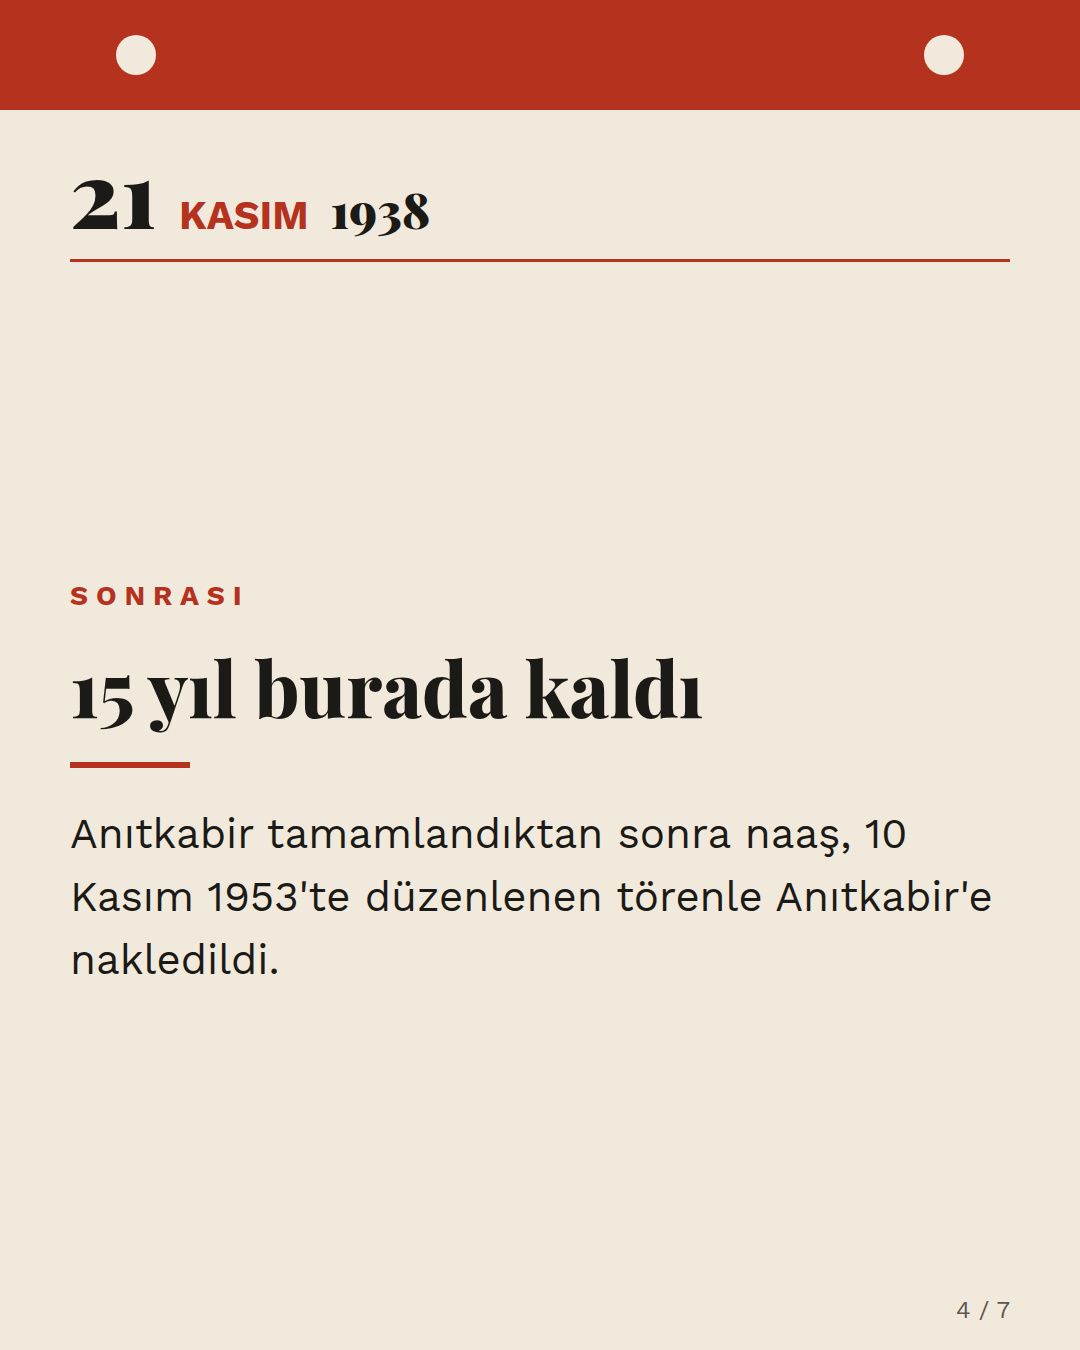 21 KASIM 1938
SONRASI
15 yıl burada kaldı
Anıtkabir tamamlandıktan sonra naaş, 10
Kasım 1953'te düzenlenen törenle Anıtkabir'e
nakledildi.
4 / 7